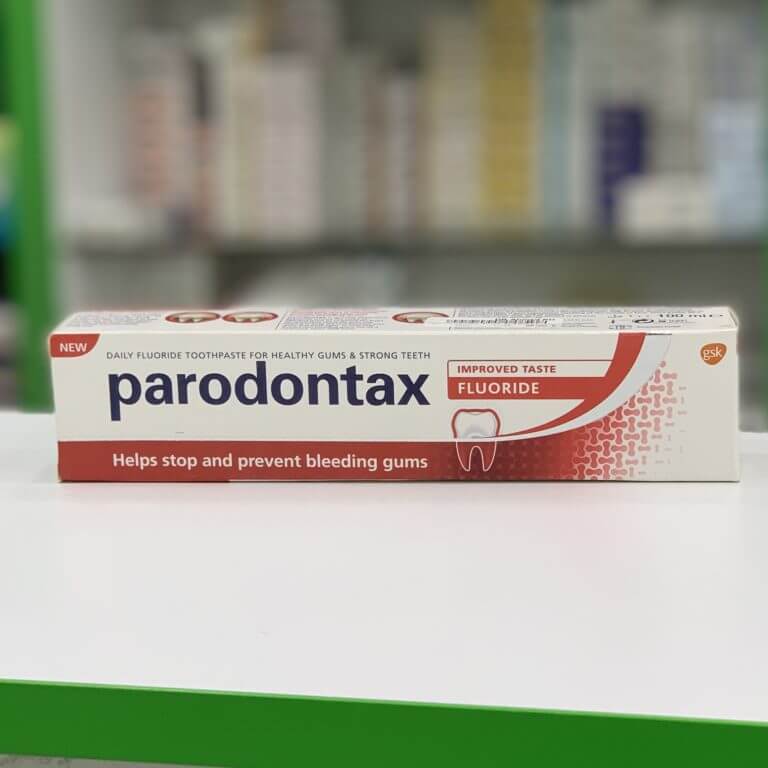 100 ml e
NEW
DAILY FLUORIDE TOOTHPASTE FOR HEALTHY GUMS & STRONG TEETH
parodontax
IMPROVED TASTE
FLUORIDE
gsk
Helps stop and prevent bleeding gums